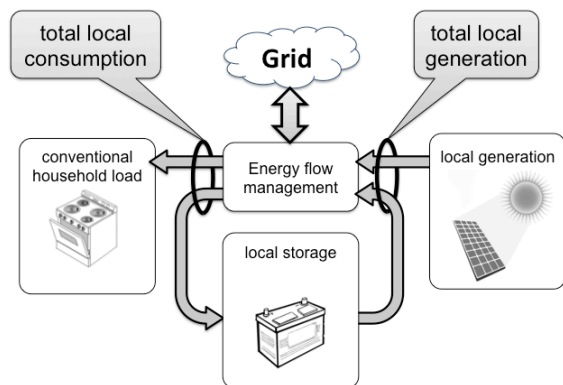 total local
consumption
Grid
total local
generation
conventional
household load
Energy flow
management
local generation
local storage